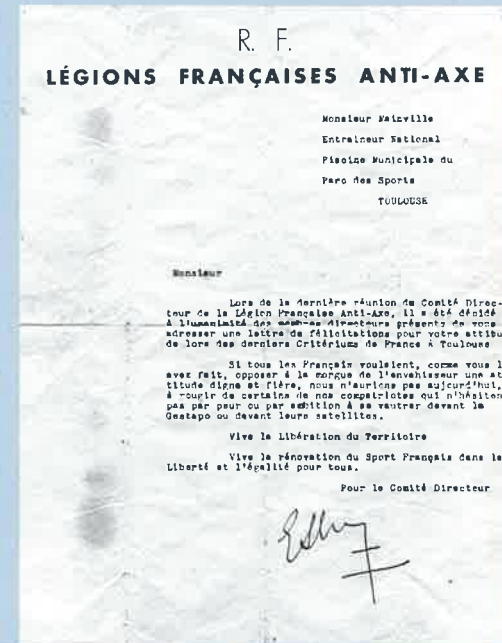 R. F.
LÉGIONS FRANÇAISES ANTI-AXE
Monsieur Mainville
Entraineur National
Piscine Municipale du
Parc des Sports
TOULOUSE
Monsieur
Lors de la dernière réunion du Comité Direc-
teur de la Légion Française Anti-Axe, il a été décidé
à l'unanimité des membres directeurs présents de vous
adresser une lettre de félicitations pour votre attitu
de lors des derniers Critériums de France à Toulouse
Si tous les Français voulaient, comme vous l
avez fait, opposer à la morgue de l'envahisseur une at
titude digne et fière, nous n'aurions pas aujourd'hui,
à rougir de certains de nos compatriotes qui n'hésiten
pas par peur ou par ambition à se vautrer devant la
Gestapo ou devant leurs satellites.
Vive la Libération du Territoire
Vive la rénovation du Sport Français dans la
Liberté et l'égalité pour tous.
Pour le Comité Directeur